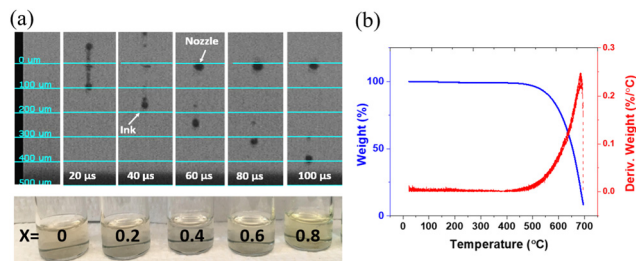 (a)
Nozzle
0 um
100 um
200 um
300 um
400 um
500 um
Ink
20 µs
40 µs
60 µs
80 µs
100 µs
X=
0
0.2
0.4
0.6
0.8
(b)
100
50
0
Weight (%)
0 100 200 300 400 500 600 700
Temperature (°C)
0.3
0.2
0.1
0.0
Deriv. Weight (%/°C)